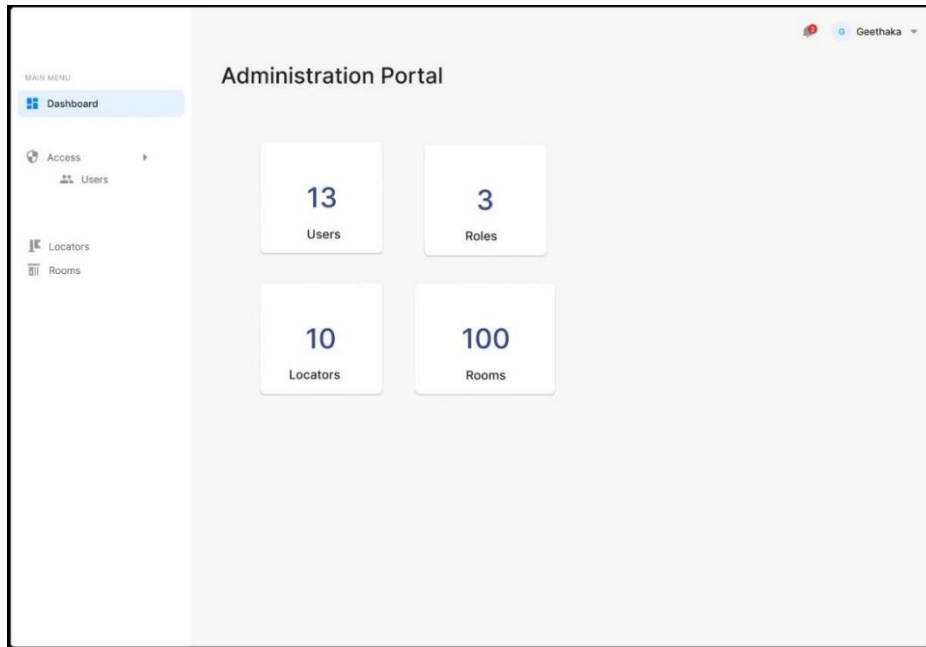 G Geethaka
MAIN MENU
Administration Portal
Dashboard
Access
Users
13
Users
3
Roles
Locators
Rooms
10
Locators
100
Rooms